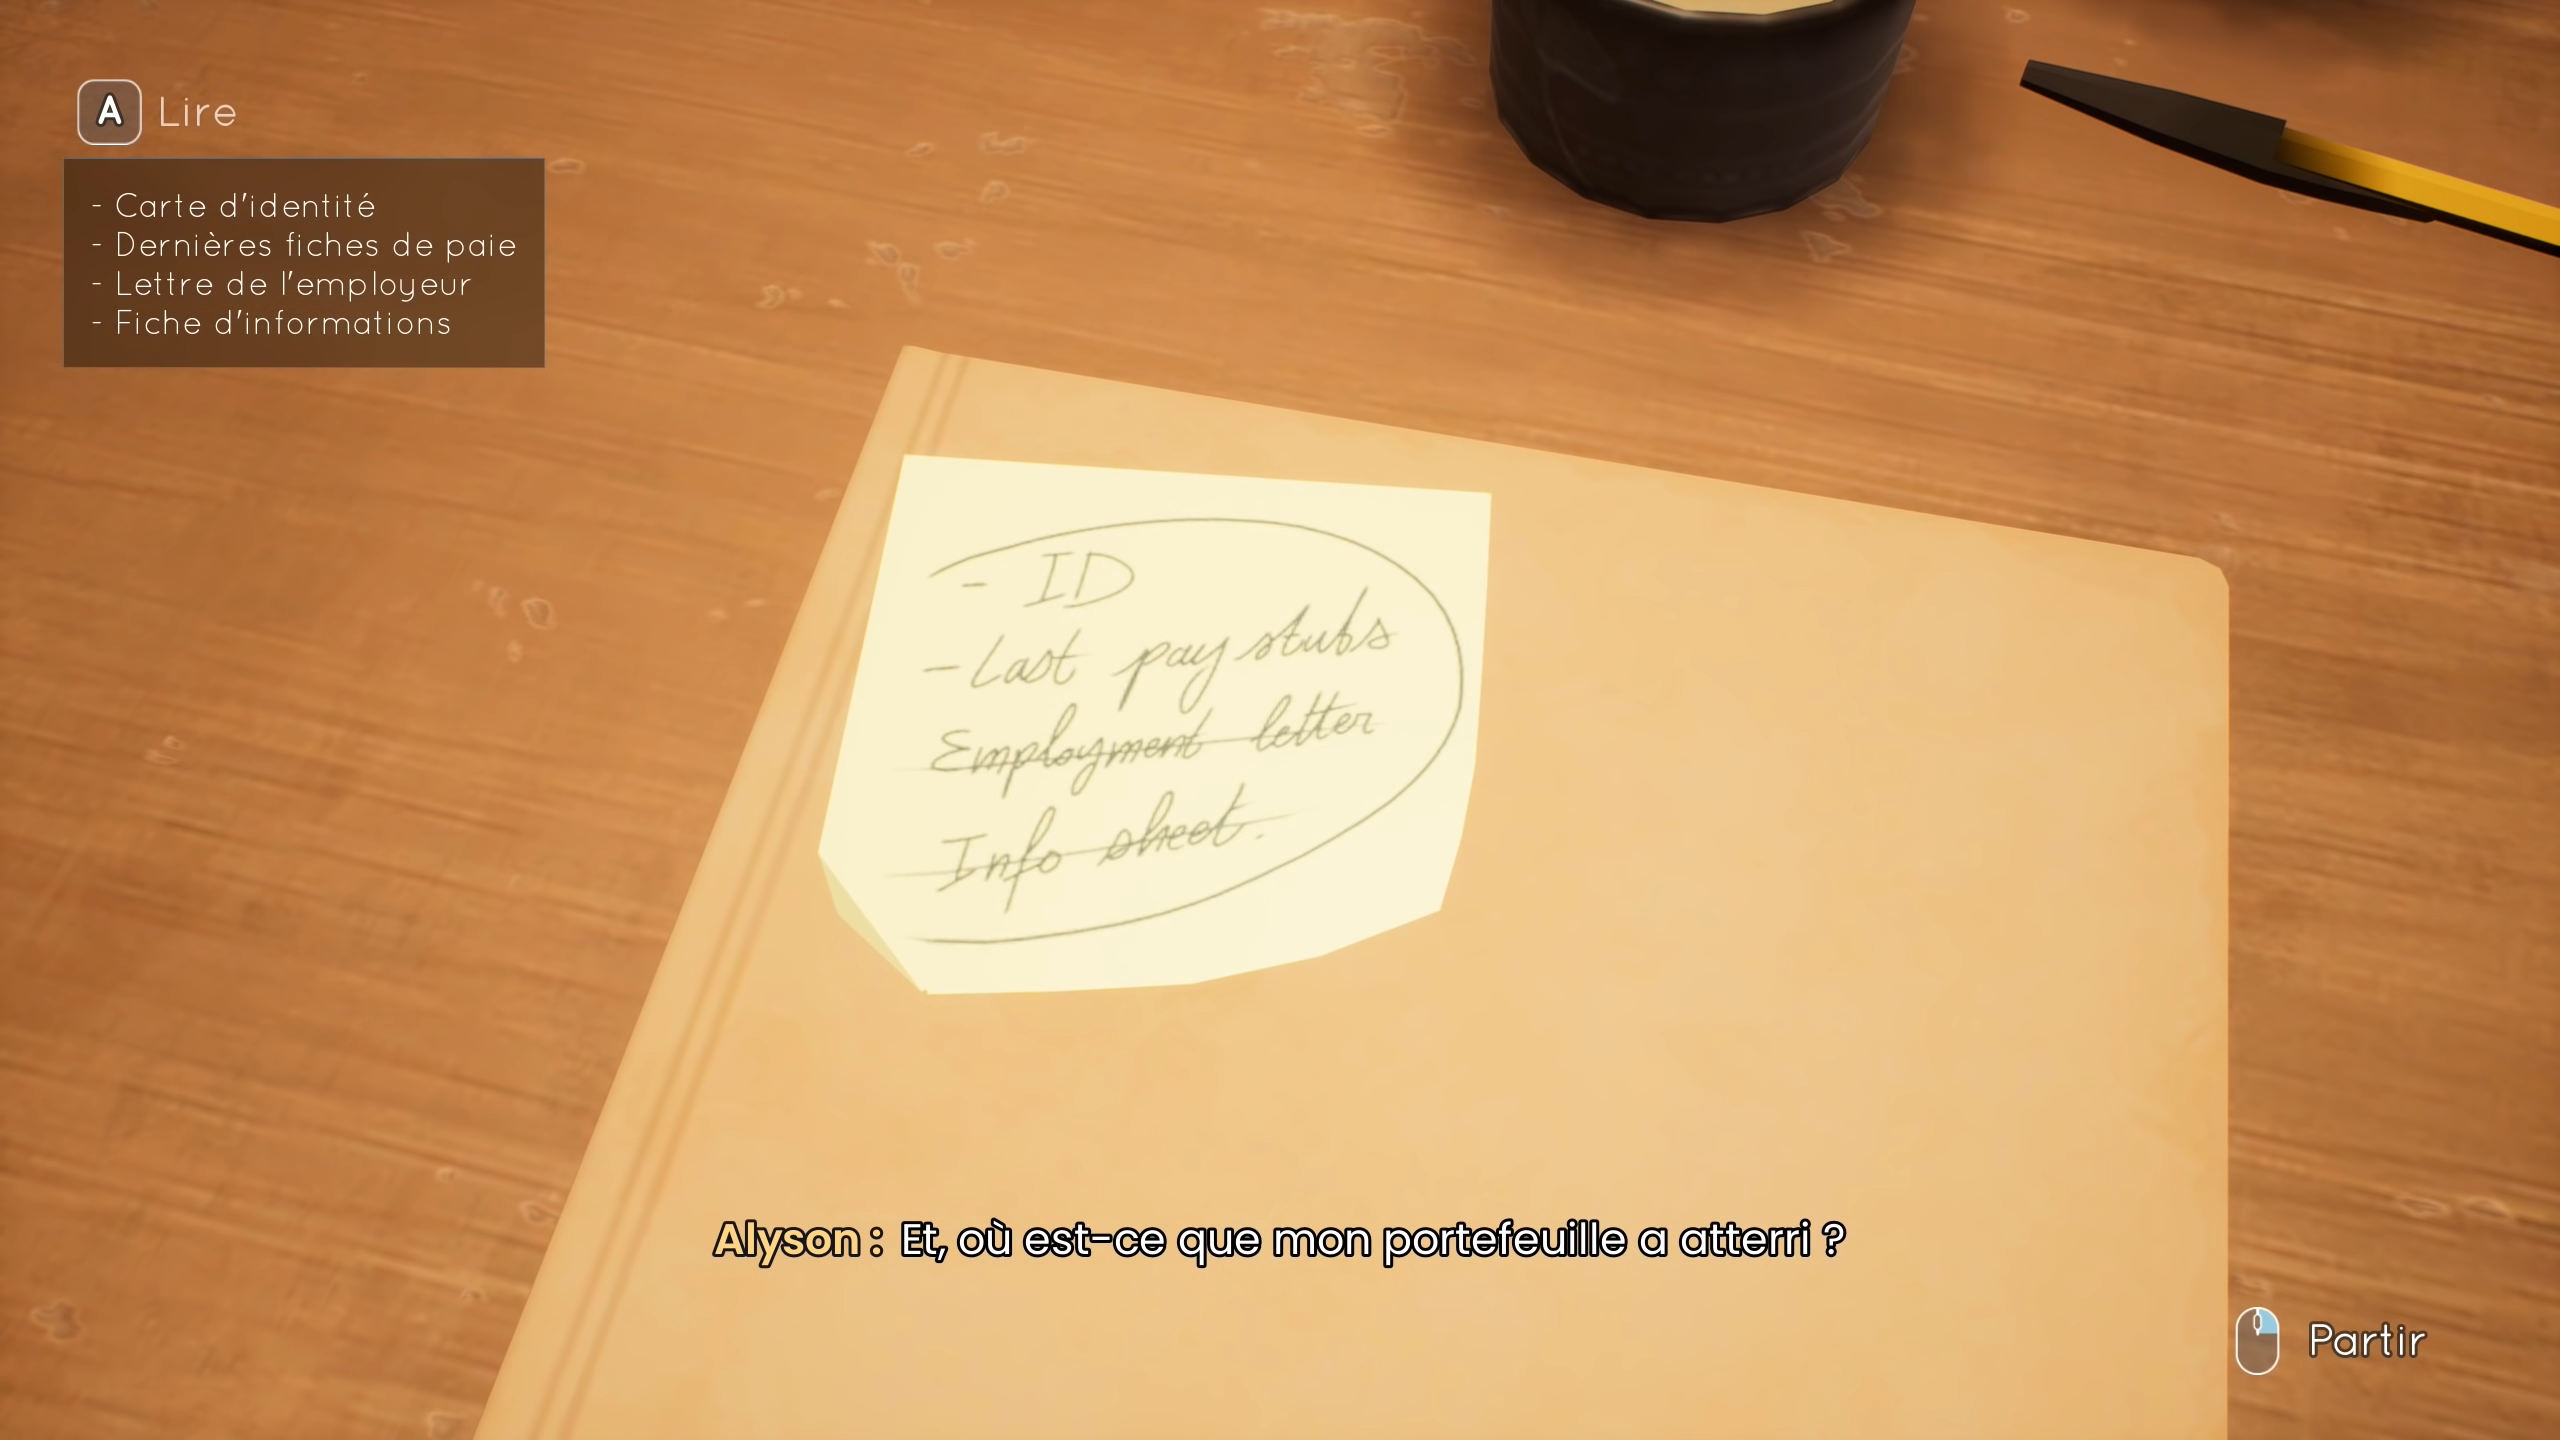 A Lire
- Carte d'identité
- Dernières fiches de paie
- Lettre de l'employeur
- Fiche d'informations
- ID
- Last pay stubs
Employment letter
Info sheet.
Alyson : Et, où est-ce que mon portefeuille a atterri ?
Partir